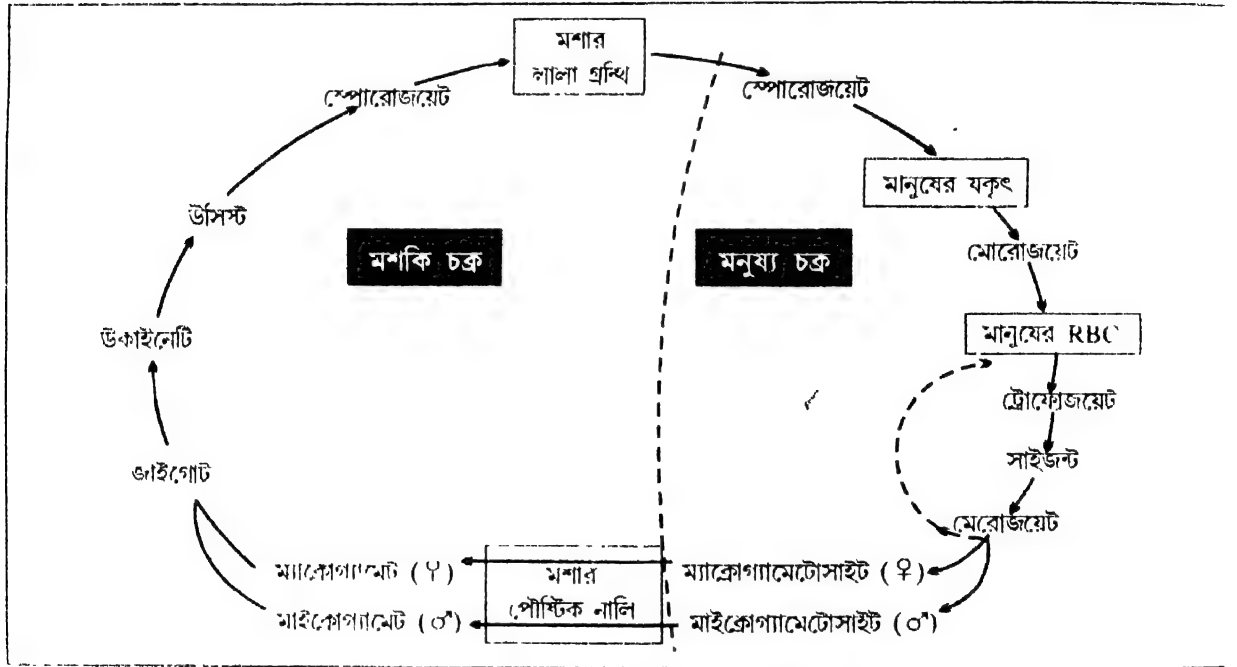 মশার
লালা গ্রন্থি
স্পোরোজয়েট
স্পোরোজয়েট
মানুষের যকৃৎ
উসিস্ট
মশকি চক্র
মনুষ্য চক্র
মোরোজয়েট
উকাইনেটি
মানুষের RBC
ট্রোফোজয়েট
জাইগোট
সাইজন্ট
মেরোজয়েট
ম্যাক্রোগ্যামেট (♀)
মশার
পৌষ্টিক নালি
ম্যাক্রোগ্যামেটোসাইট (♀)
মাইক্রোগ্যামেট (♂)
মাইক্রোগ্যামেটোসাইট (♂)